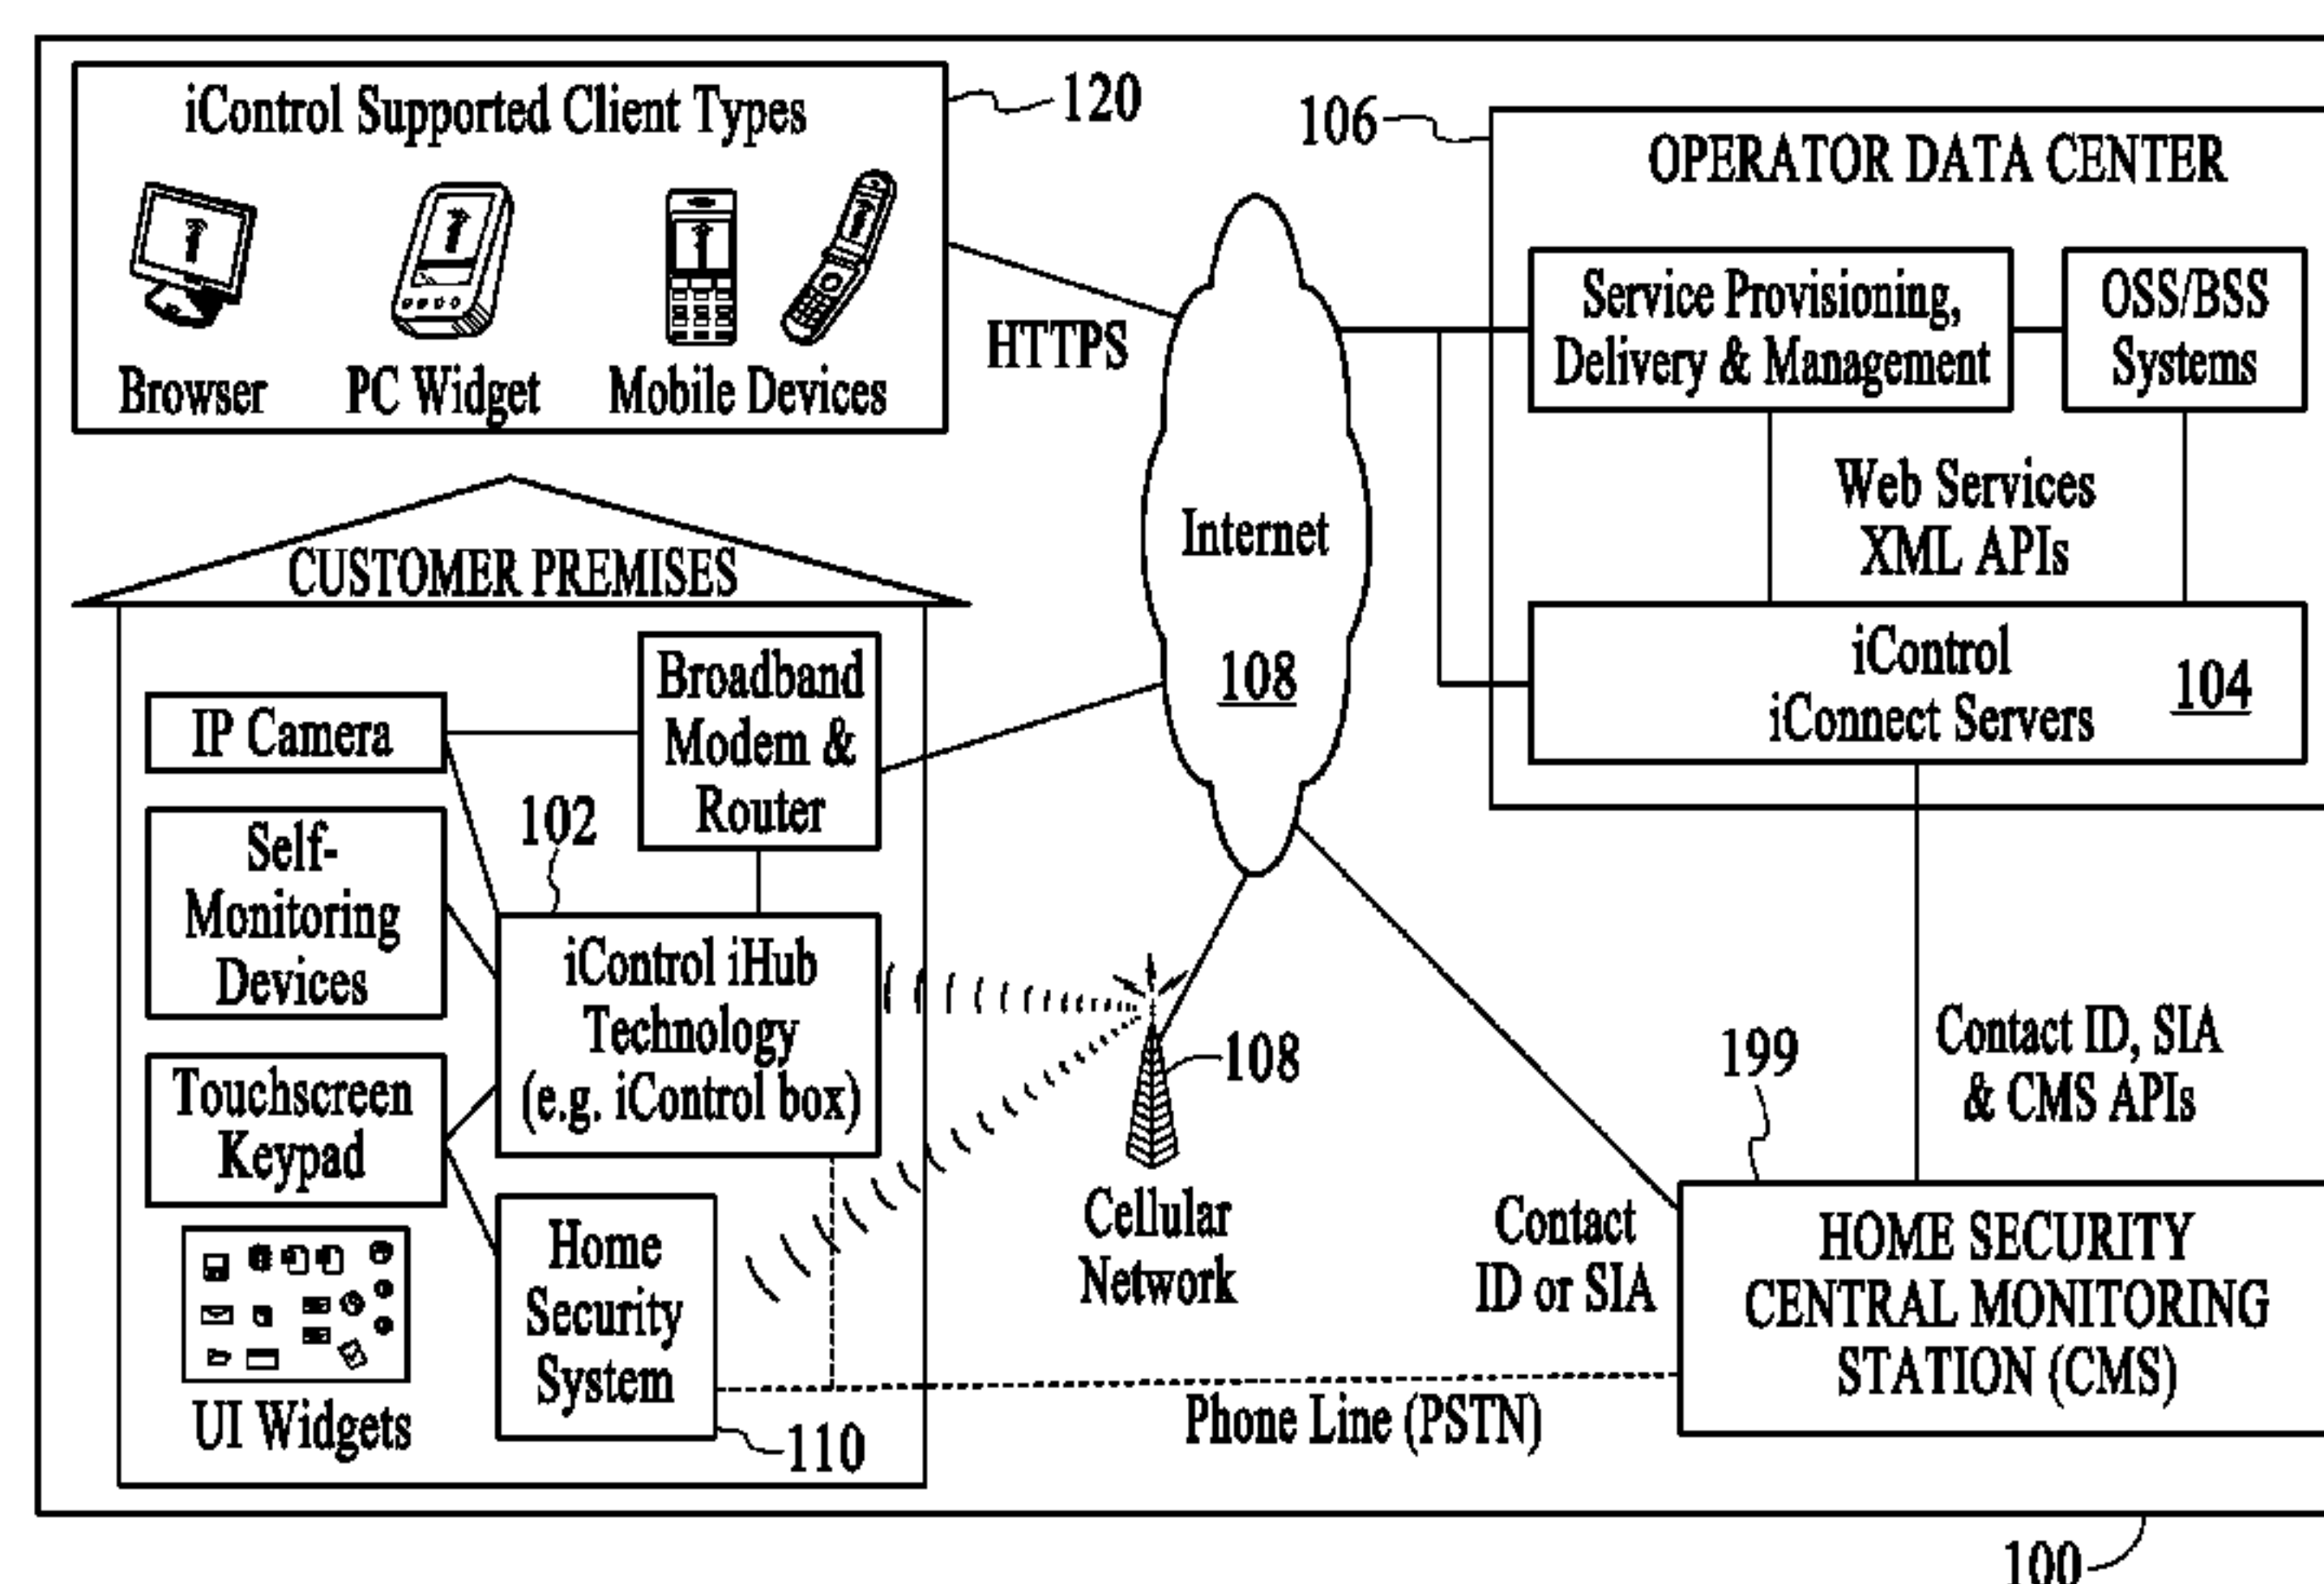 iControl Supported Client Types
120
Browser
PC Widget
Mobile Devices
HTTPS
106
OPERATOR DATA CENTER
Service Provisioning,
Delivery & Management
OSS/BSS
Systems
Web Services
XML APIs
iControl
iConnect Servers
104
Internet
108
CUSTOMER PREMISES
Broadband
Modem &
Router
IP Camera
102
Self-
Monitoring
Devices
iControl iHub
Technology
(e.g. iControl box)
Touchscreen
Keypad
Home
Security
System
110
UI Widgets
108
Cellular
Network
199
Contact ID, SIA
& CMS APIs
Contact
ID or SIA
HOME SECURITY
CENTRAL MONITORING
STATION (CMS)
Phone Line (PSTN)
100